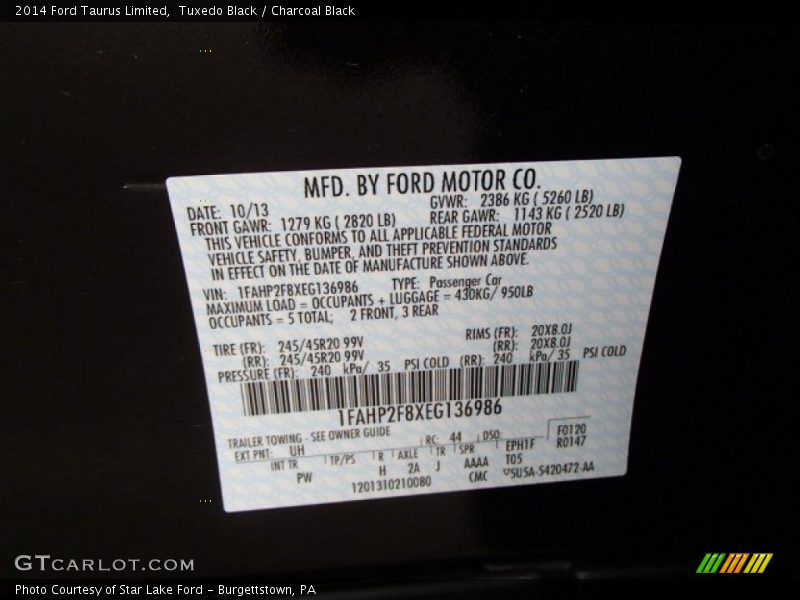 2014 Ford Taurus Limited, Tuxedo Black / Charcoal Black
MFD. BY FORD MOTOR CO.
DATE: 10/13 GVWR: 2386 KG ( 5260 LB)
FRONT GAWR: 1279 KG ( 2820 LB) REAR GAWR: 1143 KG ( 2520 LB)
THIS VEHICLE CONFORMS TO ALL APPLICABLE FEDERAL MOTOR
VEHICLE SAFETY, BUMPER, AND THEFT PREVENTION STANDARDS
IN EFFECT ON THE DATE OF MANUFACTURE SHOWN ABOVE.
VIN: 1FAHP2F8XEG136986 TYPE: Passenger Car
MAXIMUM LOAD = OCCUPANTS + LUGGAGE = 430KG/ 950LB
OCCUPANTS = 5 TOTAL; 2 FRONT, 3 REAR
TIRE (FR): 245/45R20 99V RIMS (FR): 20X8.0J
(RR): 245/45R20 99V (RR): 20X8.0J
PRESSURE (FR): 240 kPa/ 35 PSI COLD (RR): 240 kPa/ 35 PSI COLD
1FAHP2F8XEG136986
TRAILER TOWING - SEE OWNER GUIDE RC: 44 DSO: F0120
EXT PNT: UH R0147
INT TR TP/PS R AXLE TR SPR EPH1F
PW H 2A J AAAA T05
1201310210080 CMC 5USA-5420472-AA
GTCARLOT.COM
Photo Courtesy of Star Lake Ford - Burgettstown, PA